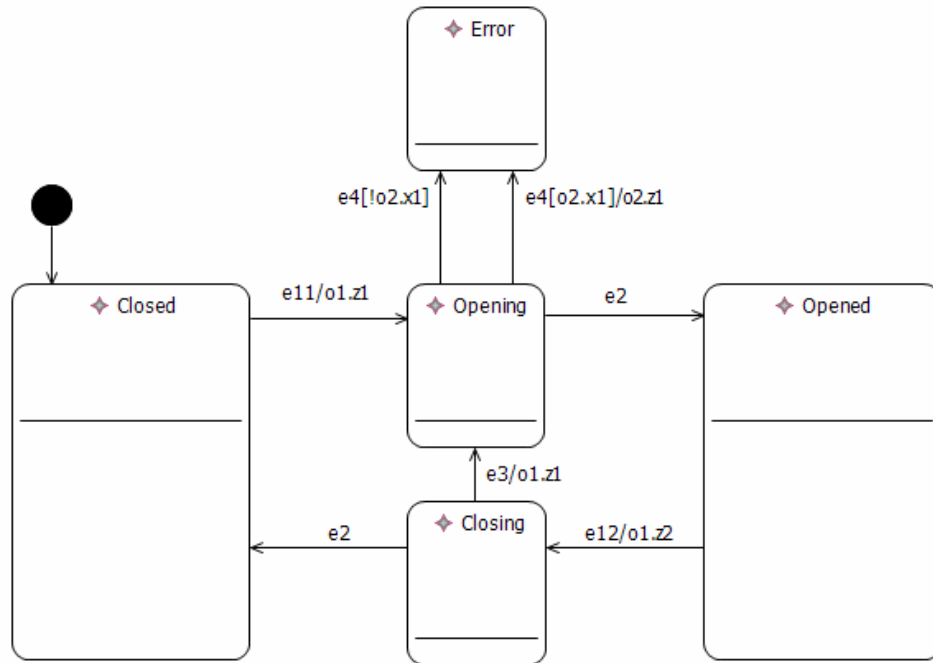 Error
e4[!o2.x1]
e4[o2.x1]/o2.z1
Closed
e11/o1.z1
Opening
e2
Opened
e3/o1.z1
Closing
e2
e12/o1.z2